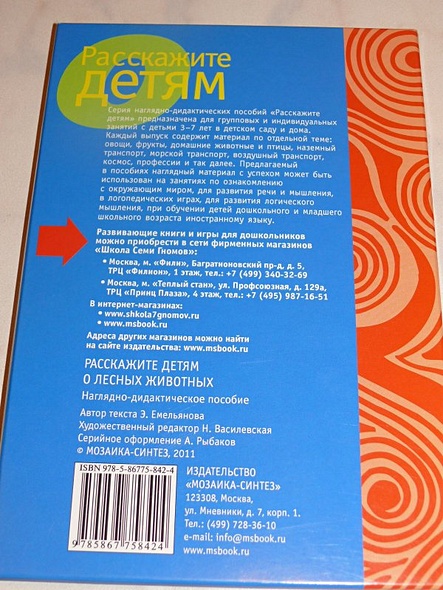 Расскажите
детям
Серия наглядно-дидактических пособий «Расскажите
детям» предназначена для групповых и индивидуальных
занятий с детьми 3–7 лет в детском саду и дома.
Каждый выпуск содержит материал по отдельной теме:
овощи, фрукты, домашние животные и птицы, наземный
транспорт, морской транспорт, воздушный транспорт,
космос, профессии и так далее. Предлагаемый
в пособиях наглядный материал с успехом может быть
использован на занятиях по ознакомлению
с окружающим миром, для развития речи и мышления,
в логопедических играх, для развития логического
мышления, при обучении детей дошкольного и младшего
школьного возраста иностранному языку.
Развивающие книги и игры для дошкольников
можно приобрести в сети фирменных магазинов
«Школа Семи Гномов»:
• Москва, м. «Фили», Багратионовский пр-д, д. 5,
ТРЦ «Филион», 1 этаж, тел.: +7 (499) 340-32-69
• Москва, м. «Теплый стан», ул. Профсоюзная, д. 129а,
ТРЦ «Принц Плаза», 4 этаж, тел.: +7 (495) 987-16-51
В интернет-магазинах:
• www.shkola7gnomov.ru
• www.msbook.ru
Адреса других магазинов можно найти
на сайте издательства: www.msbook.ru
РАССКАЖИТЕ ДЕТЯМ
О ЛЕСНЫХ ЖИВОТНЫХ
Наглядно-дидактическое пособие
Автор текста Э. Емельянова
Художественный редактор Н. Василевская
Серийное оформление А. Рыбаков
© МОЗАИКА-СИНТЕЗ, 2011
ISBN 978-5-86775-842-4
9 785867 758424
ИЗДАТЕЛЬСТВО
«МОЗАИКА-СИНТЕЗ»
123308, Москва,
ул. Мневники, д. 7, корп. 1.
Тел.: (499) 728-36-10
e-mail: info@msbook.ru
www.msbook.ru